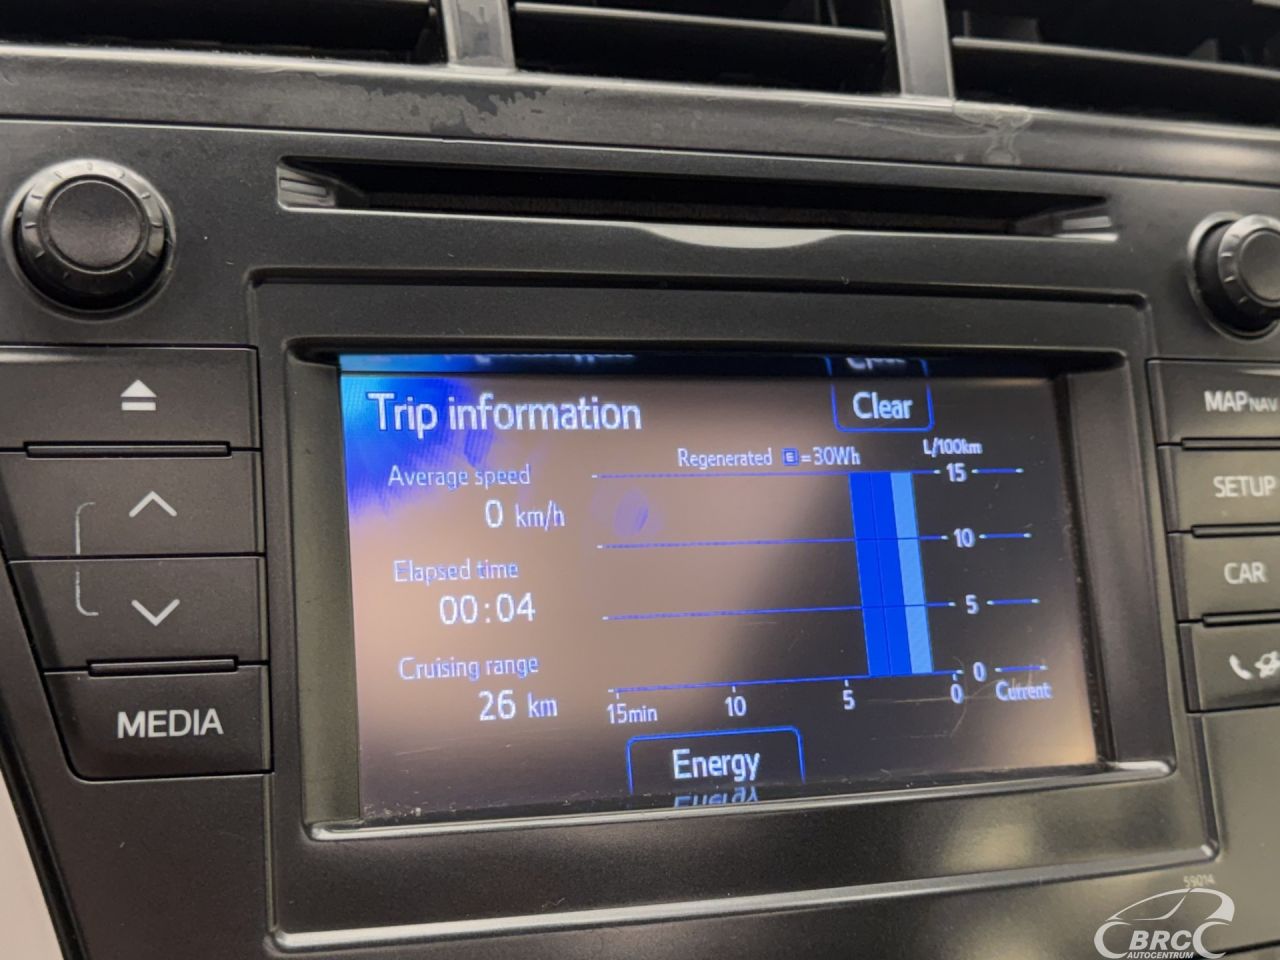 Trip information
Clear
Average speed
0 km/h
Elapsed time
00:04
Cruising range
26 km
Regenerated E=30Wh
L/100km
15
10
5
0
15min
10
5
0
Current
Energy
MEDIA
MAP NAV
SETUP
CAR
59014
BRC
AUTOCENTRUM